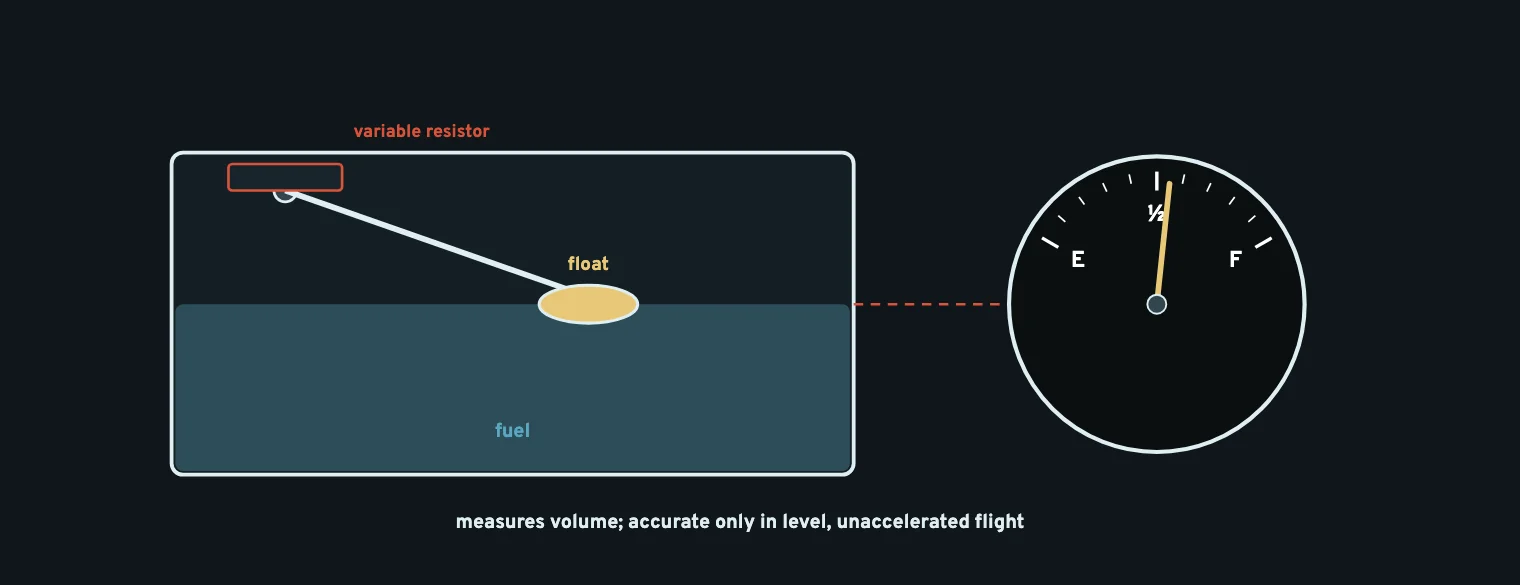 variable resistor
float
fuel
½
E
F
measures volume; accurate only in level, unaccelerated flight